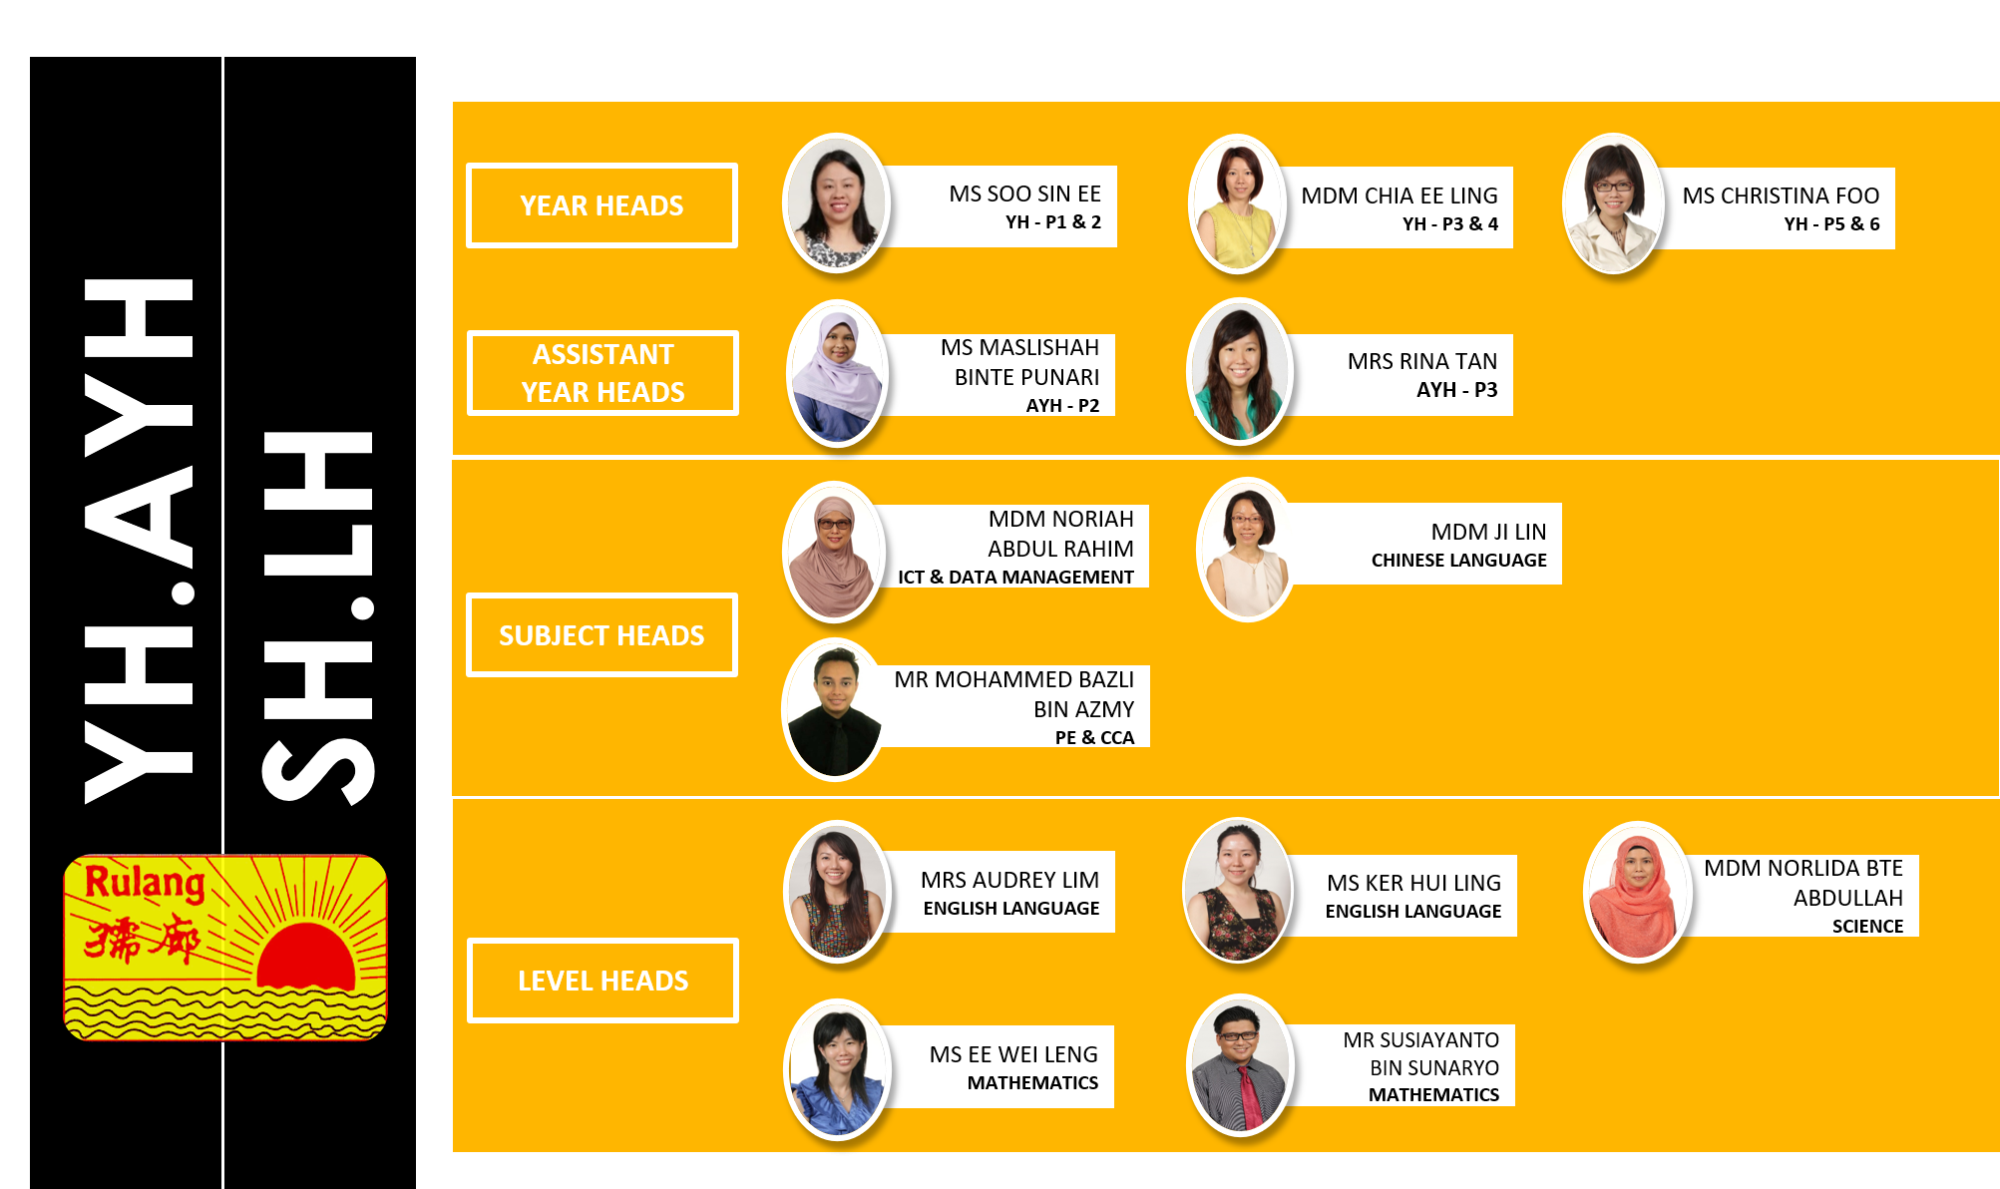 YH.AYH
SH.LH
Rulang
孺廊
YEAR HEADS
MS SOO SIN EE
YH - P1 & 2
MDM CHIA EE LING
YH - P3 & 4
MS CHRISTINA FOO
YH - P5 & 6
ASSISTANT
YEAR HEADS
MS MASLISHAH
BINTE PUNARI
AYH - P2
MRS RINA TAN
AYH - P3
SUBJECT HEADS
MDM NORIAH
ABDUL RAHIM
ICT & DATA MANAGEMENT
MDM JI LIN
CHINESE LANGUAGE
MR MOHAMMED BAZLI
BIN AZMY
PE & CCA
LEVEL HEADS
MRS AUDREY LIM
ENGLISH LANGUAGE
MS KER HUI LING
ENGLISH LANGUAGE
MDM NORLIDA BTE
ABDULLAH
SCIENCE
MS EE WEI LENG
MATHEMATICS
MR SUSIAYANTO
BIN SUNARYO
MATHEMATICS